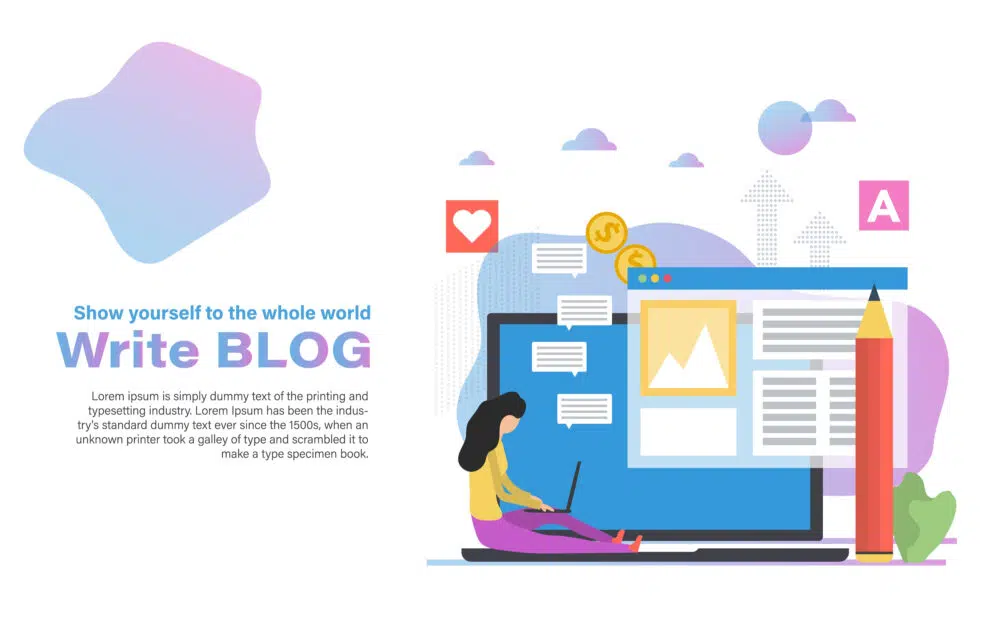 Show yourself to the whole world
Write BLOG
Lorem ipsum is simply dummy text of the printing and
typesetting industry. Lorem Ipsum has been the indus-
try's standard dummy text ever since the 1500s, when an
unknown printer took a galley of type and scrambled it to
make a type specimen book.
$
$
A